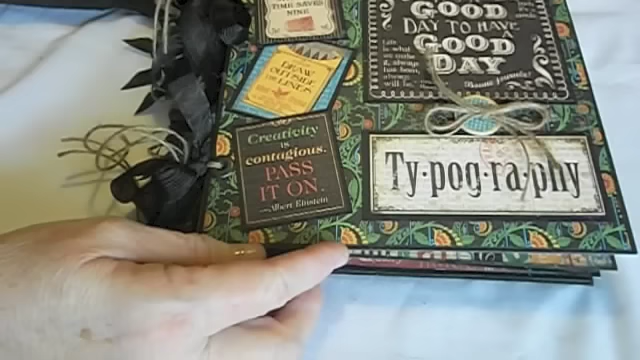 TIME SAVES
NINE
GOOD
DAY TO HAVE
A
GOOD
DAY
DRAW
OUTSIDE
THE LINES
Creativity
is
contagious.
PASS
IT ON.
—Albert Einstein
Ty·pog·ra·phy